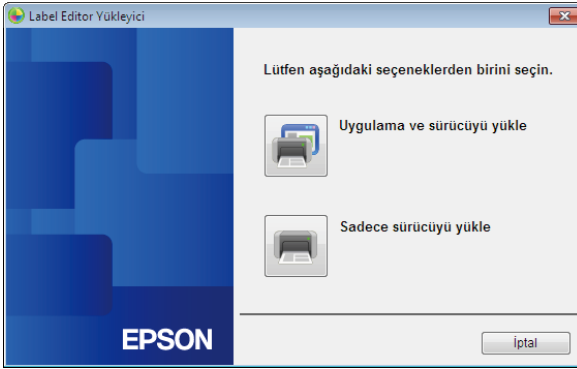 Label Editor Yükleyici
Lütfen aşağıdaki seçeneklerden birini seçin.
Uygulama ve sürücüyü yükle
Sadece sürücüyü yükle
EPSON
İptal